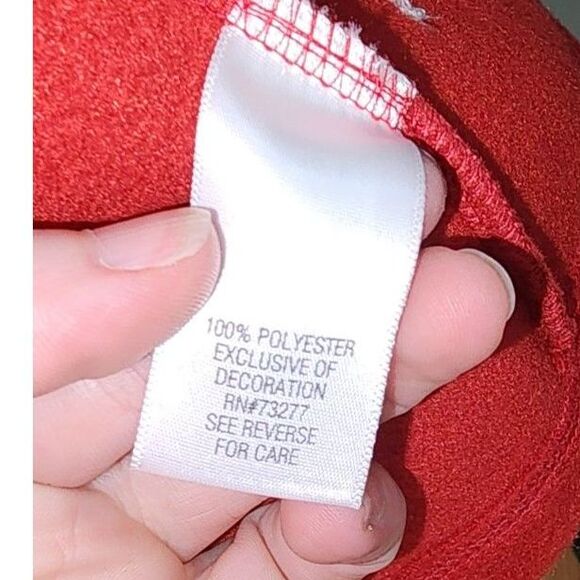 100% POLYESTER
EXCLUSIVE OF
DECORATION
RN#73277
SEE REVERSE
FOR CARE